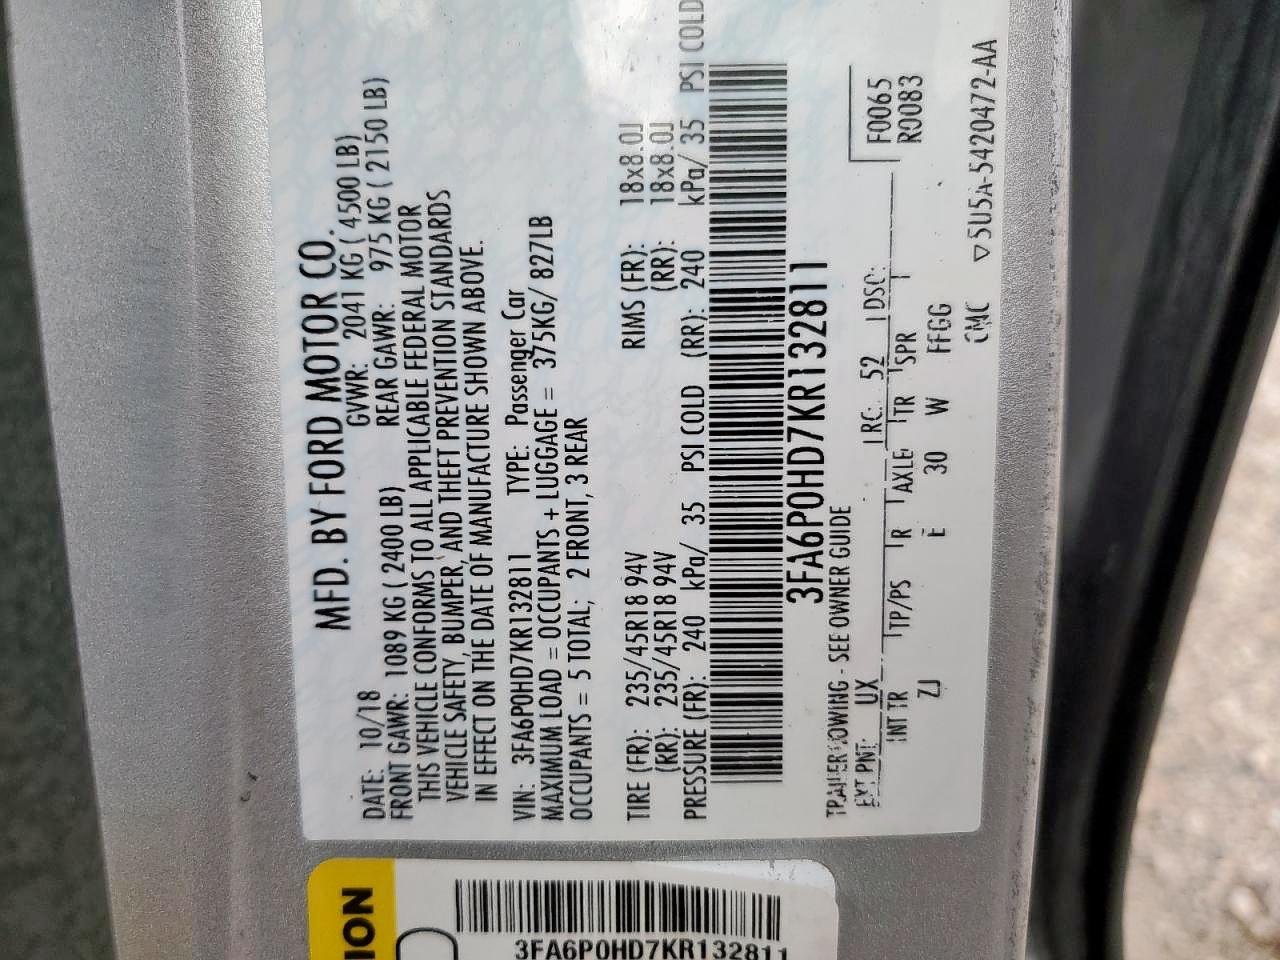 MFD. BY FORD MOTOR CO.
DATE: 10/18 GVWR: 2041 KG ( 4500 LB)
FRONT GAWR: 1089 KG ( 2400 LB) REAR GAWR: 975 KG ( 2150 LB)
THIS VEHICLE CONFORMS TO ALL APPLICABLE FEDERAL MOTOR
VEHICLE SAFETY, BUMPER, AND THEFT PREVENTION STANDARDS
IN EFFECT ON THE DATE OF MANUFACTURE SHOWN ABOVE.
VIN: 3FA6P0HD7KR132811 TYPE: Passenger Car
MAXIMUM LOAD = OCCUPANTS + LUGGAGE = 375KG/ 827LB
OCCUPANTS = 5 TOTAL; 2 FRONT, 3 REAR
TIRE (FR): 235/45R18 94V RIMS (FR): 18x8.0J
(RR): 235/45R18 94V (RR): 18x8.0J
PRESSURE (FR): 240 kPa/ 35 PSI COLD (RR): 240 kPa/ 35 PSI COLD
3FA6P0HD7KR132811
TRAILER TOWING - SEE OWNER GUIDE
EXT PNT: UX RC: 52 DSO:
F0065
R0083
INT TR TP/PS R AXLE TR SPR
ZJ E 30 W FFGG
CMC ▽5U5A-5420472-AA
ION
3FA6P0HD7KR132811